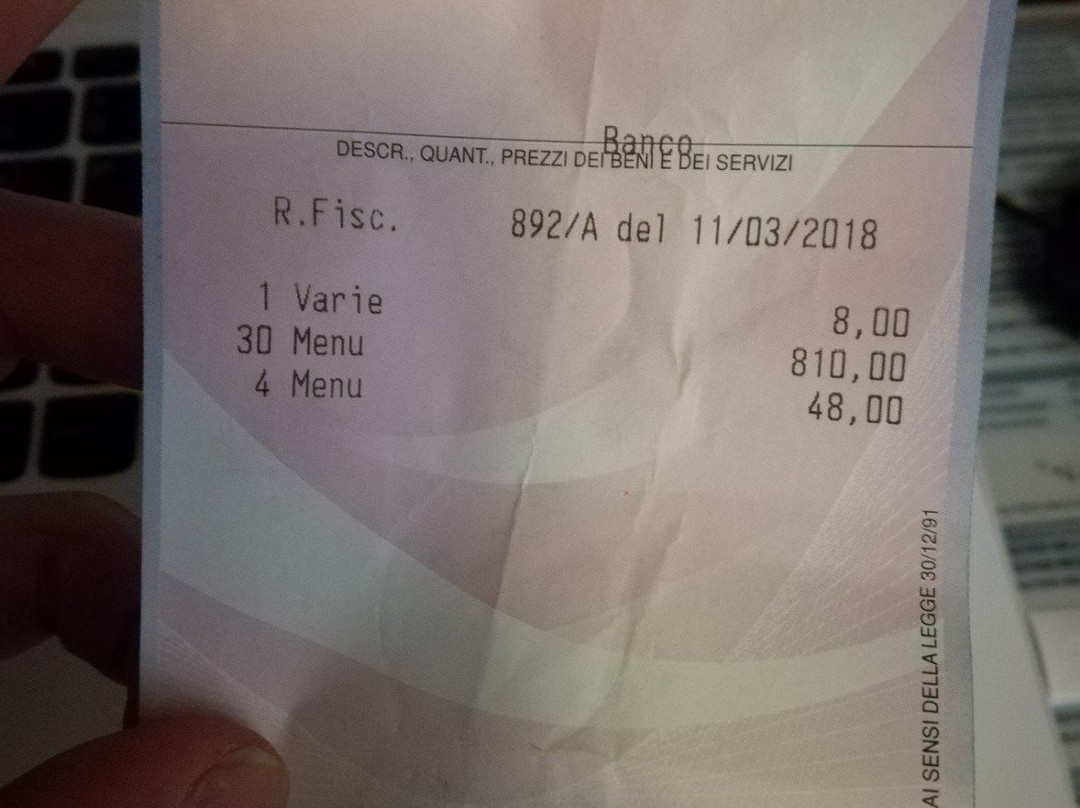 Banco
DESCR., QUANT., PREZZI DEI BENI E DEI SERVIZI
R.Fisc. 892/A del 11/03/2018
1 Varie 8,00
30 Menu 810,00
4 Menu 48,00
AI SENSI DELLA LEGGE 30/12/91